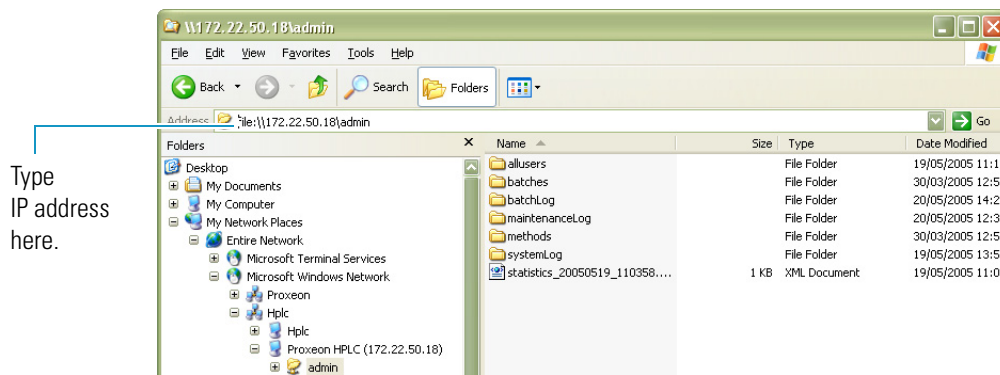 \\172.22.50.18\admin
File Edit View Favorites Tools Help
Back Search Folders
Address file:\\172.22.50.18\admin Go
Folders
Name Size Type Date Modified
Desktop
My Documents
My Computer
My Network Places
Entire Network
Microsoft Terminal Services
Microsoft Windows Network
Proxeon
Hplc
Hplc
Proxeon HPLC (172.22.50.18)
admin
allusers File Folder 19/05/2005 11:1
batches File Folder 30/03/2005 12:5
batchLog File Folder 20/05/2005 14:2
maintenanceLog File Folder 20/05/2005 12:3
methods File Folder 30/03/2005 12:5
systemLog File Folder 19/05/2005 13:5
statistics_20050519_110358.... 1 KB XML Document 19/05/2005 11:0
Type
IP address
here.